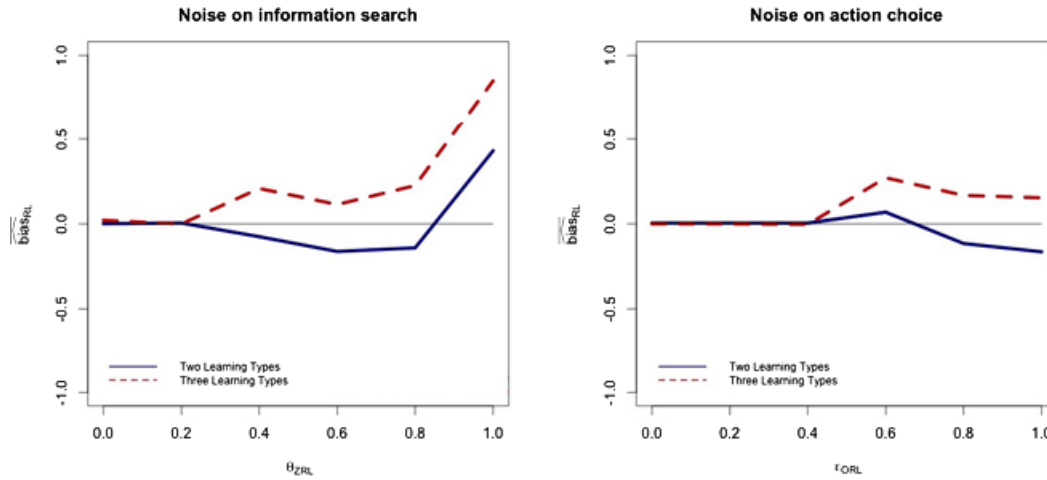 Noise on information search
Noise on action choice
bias_RL
1.0
0.5
0.0
-0.5
-1.0
Two Learning Types
Three Learning Types
0.0 0.2 0.4 0.6 0.8 1.0
θ_ZRL
bias_RL
1.0
0.5
0.0
-0.5
-1.0
Two Learning Types
Three Learning Types
0.0 0.2 0.4 0.6 0.8 1.0
ε_ORL